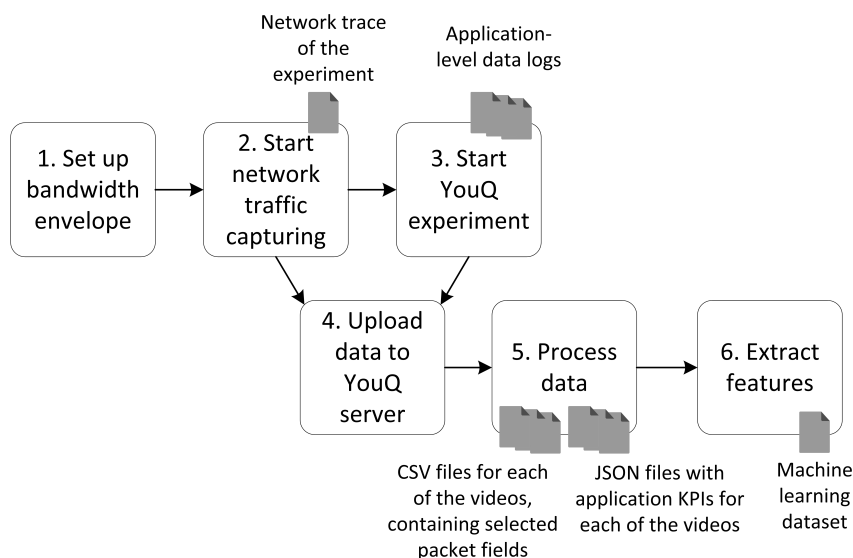 Network trace
of the
experiment
Application-
level data logs
1. Set up
bandwidth
envelope
2. Start
network
traffic
capturing
3. Start
YouQ
experiment
4. Upload
data to
YouQ
server
5. Process
data
6. Extract
features
CSV files for each
of the videos,
containing selected
packet fields
JSON files with
application KPIs for
each of the videos
Machine
learning
dataset